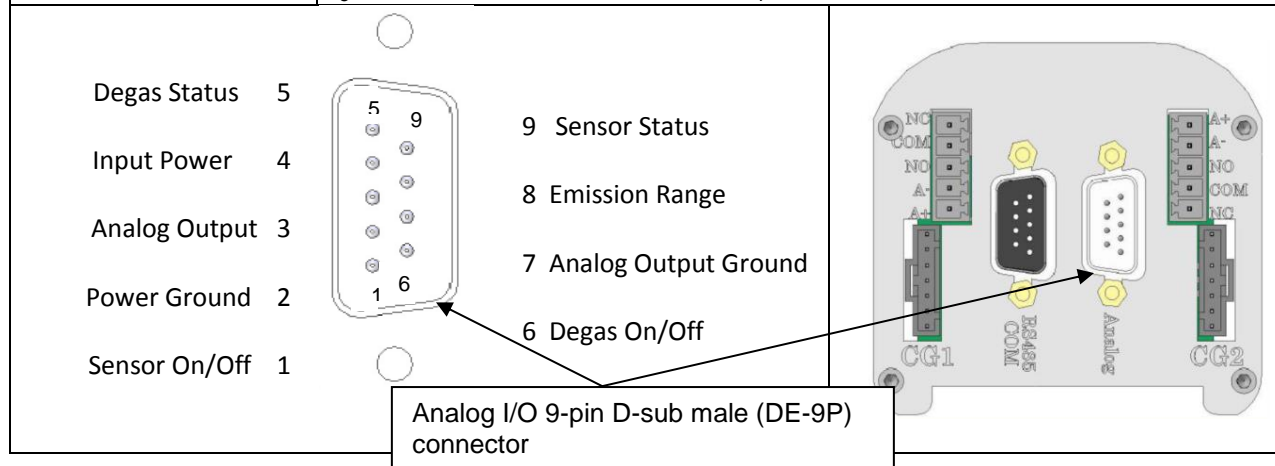 Degas Status 5
Input Power 4
Analog Output 3
Power Ground 2
Sensor On/Off 1
5
9
1
6
9 Sensor Status
8 Emission Range
7 Analog Output Ground
6 Degas On/Off
Analog I/O 9-pin D-sub male (DE-9P)
connector
NC
COM
NO
A-
A+
A+
A-
NO
COM
NC
RS485
COM
Analog
CG1
CG2